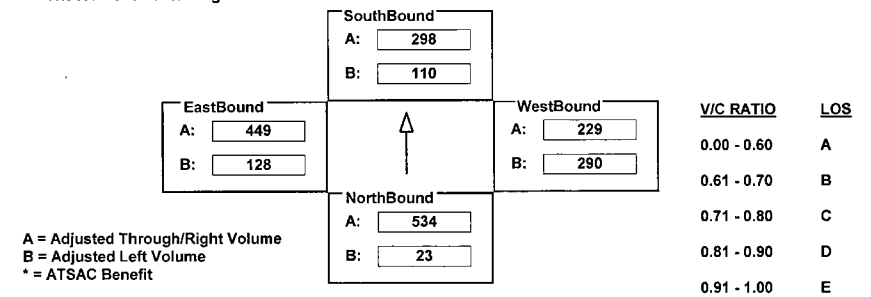 SouthBound
A: 298
B: 110
EastBound
A: 449
B: 128
WestBound
A: 229
B: 290
NorthBound
A: 534
B: 23
A = Adjusted Through/Right Volume
B = Adjusted Left Volume
* = ATSAC Benefit
V/C RATIO LOS
0.00 - 0.60 A
0.61 - 0.70 B
0.71 - 0.80 C
0.81 - 0.90 D
0.91 - 1.00 E